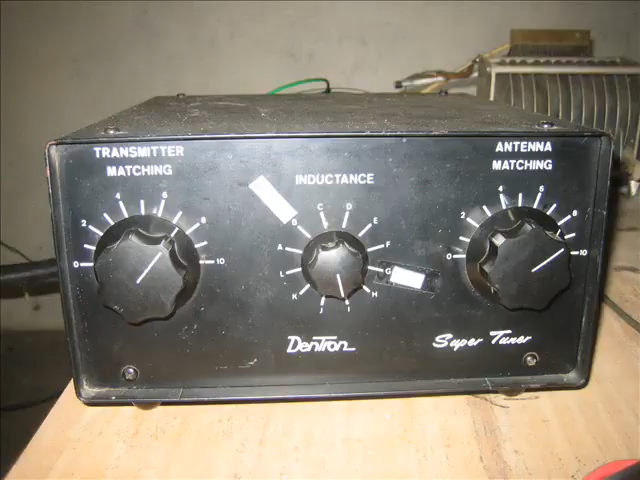 TRANSMITTER
MATCHING
0 2 4 6 8 10
INDUCTANCE
A B C D E F G H I J K L
ANTENNA
MATCHING
0 2 4 6 8 10
DenTron
Super Tuner